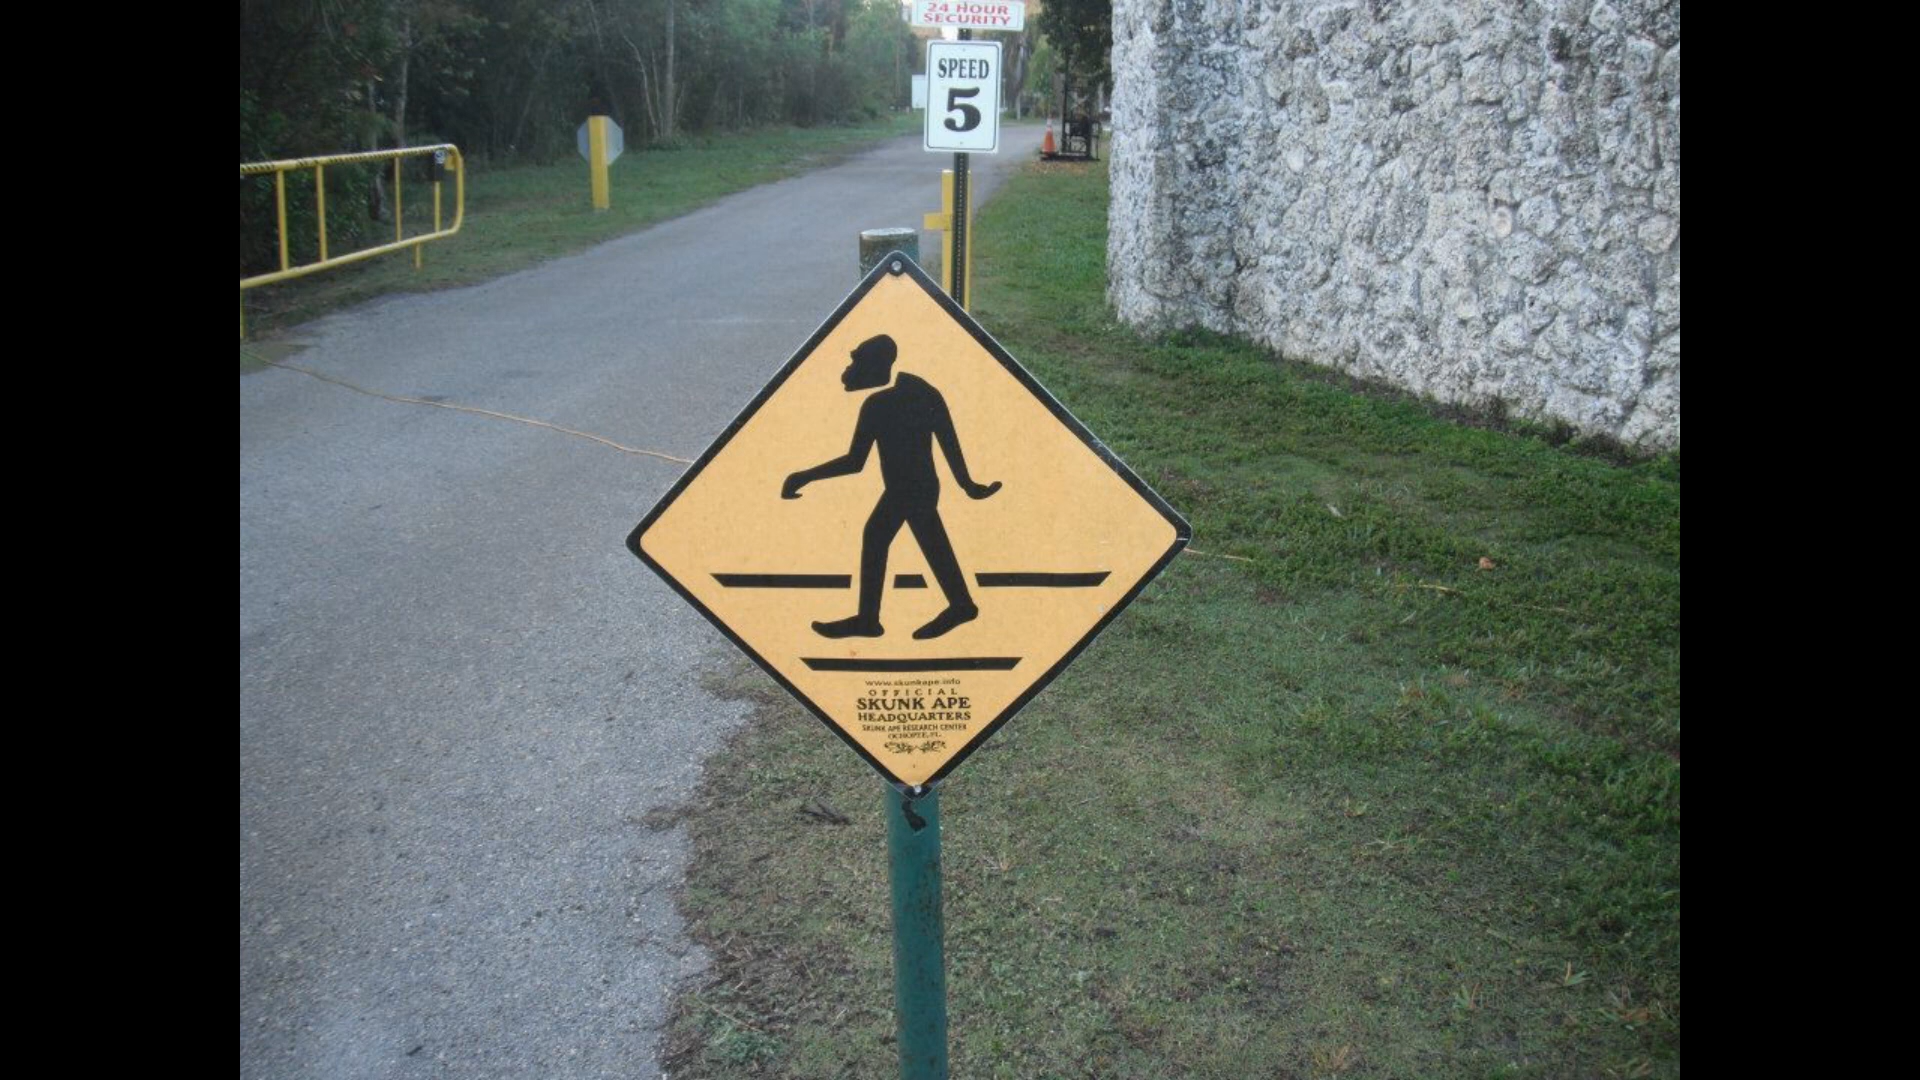 24 HOUR
SECURITY
SPEED
5
www.skunkape.info
OFFICIAL
SKUNK APE
HEADQUARTERS
SKUNK APE RESEARCH CENTER
OCHOPEE, FL.